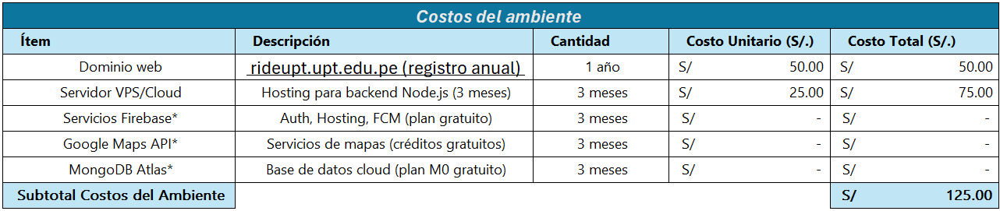 Costos del ambiente
Ítem Descripción Cantidad Costo Unitario (S/.) Costo Total (S/.)
Dominio web rideupt.upt.edu.pe (registro anual) 1 año S/ 50.00 S/ 50.00
Servidor VPS/Cloud Hosting para backend Node.js (3 meses) 3 meses S/ 25.00 S/ 75.00
Servicios Firebase* Auth, Hosting, FCM (plan gratuito) 3 meses S/ - S/ -
Google Maps API* Servicios de mapas (créditos gratuitos) 3 meses S/ - S/ -
MongoDB Atlas* Base de datos cloud (plan M0 gratuito) 3 meses S/ - S/ -
Subtotal Costos del Ambiente S/ 125.00